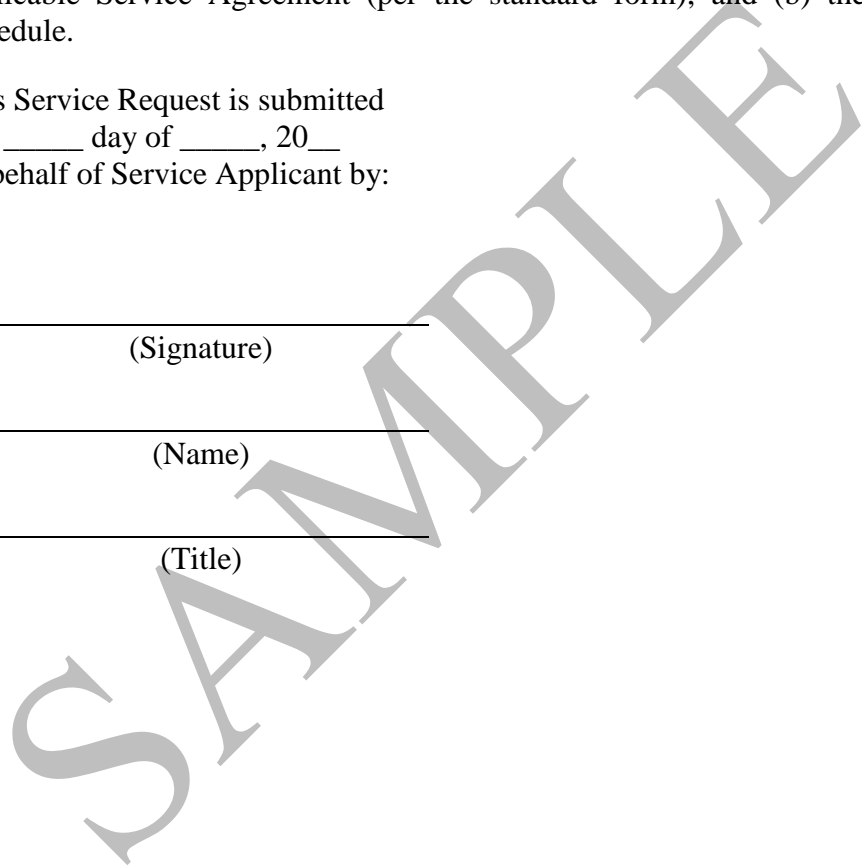 licable Service Agreement (per the standard form); and (b) the
edule.
s Service Request is submitted
_____ day of _____, 20__
behalf of Service Applicant by:
(Signature)
(Name)
(Title)
SAMPLE